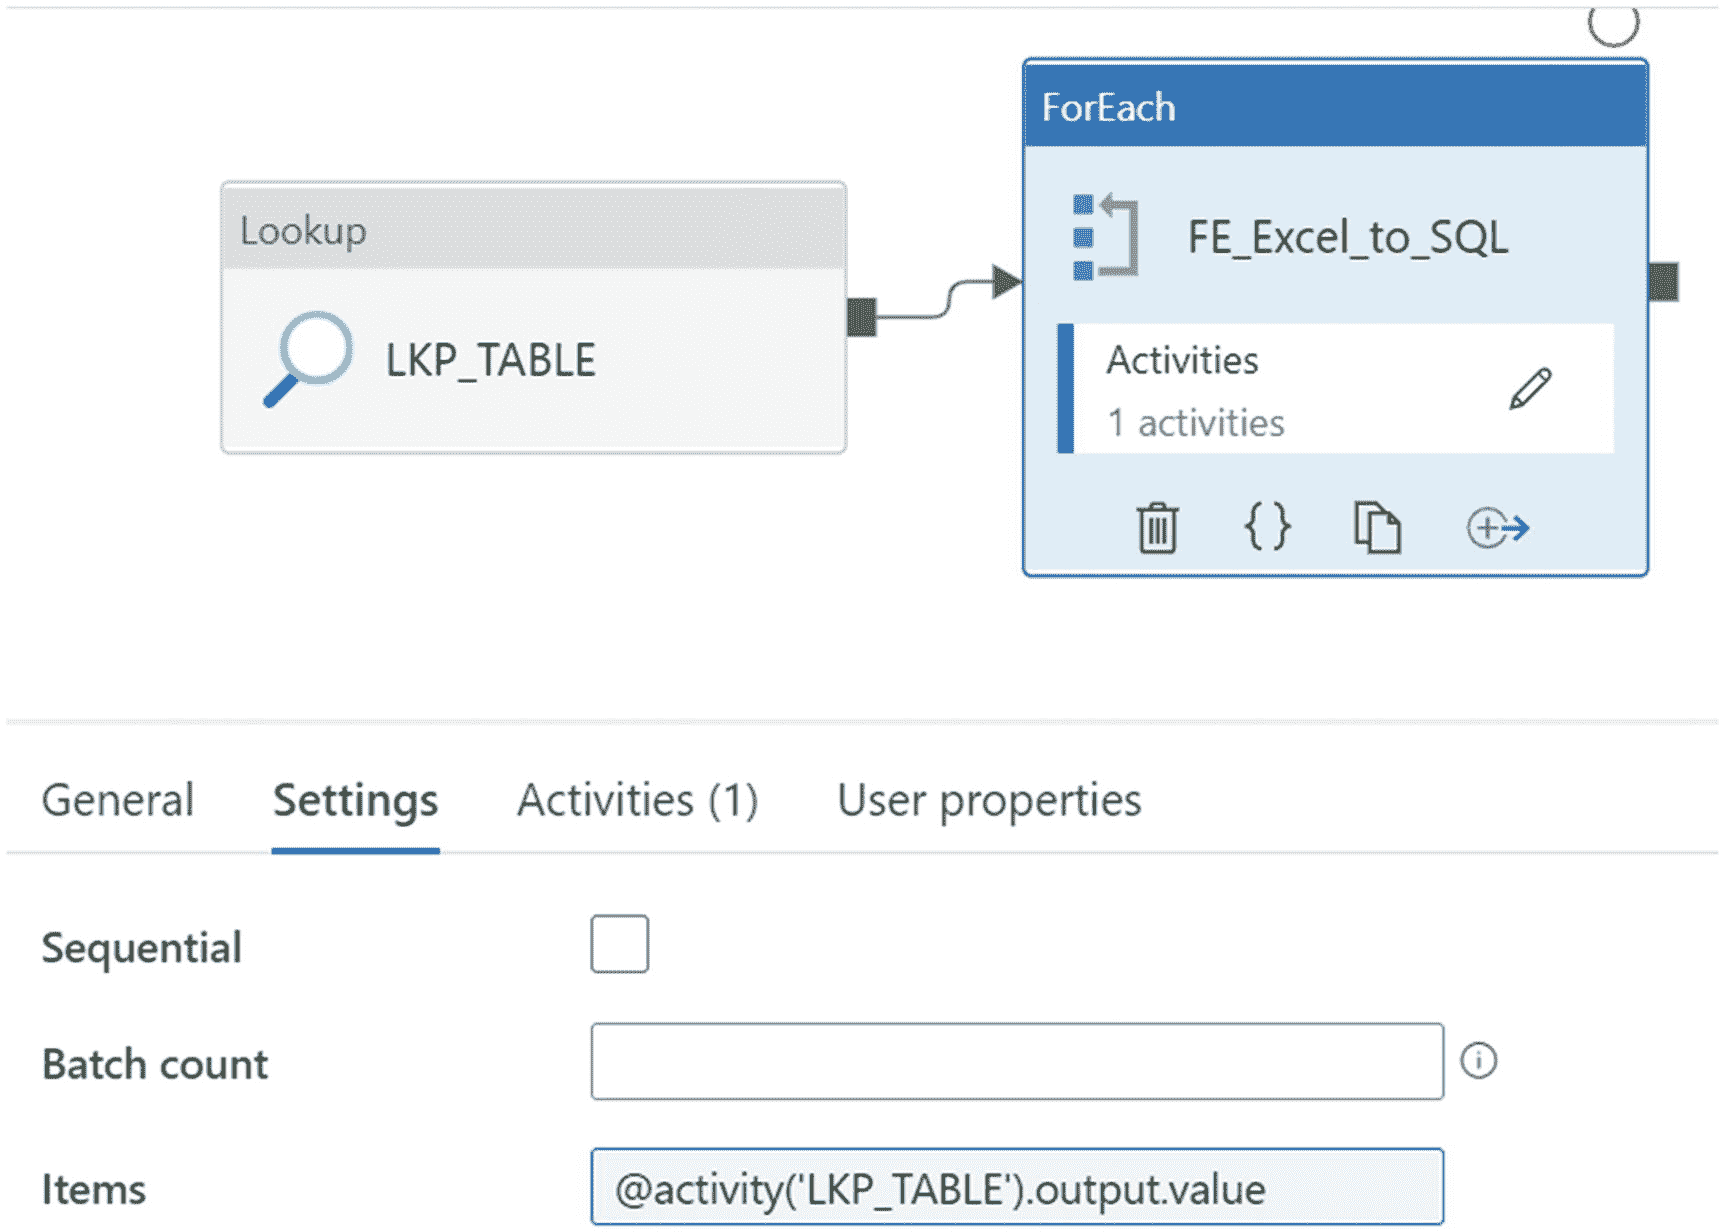 ForEach
Lookup
FE_Excel_to_SQL
LKP_TABLE
Activities
1 activities
General Settings Activities (1) User properties
Sequential
Batch count
Items @activity('LKP_TABLE').output.value